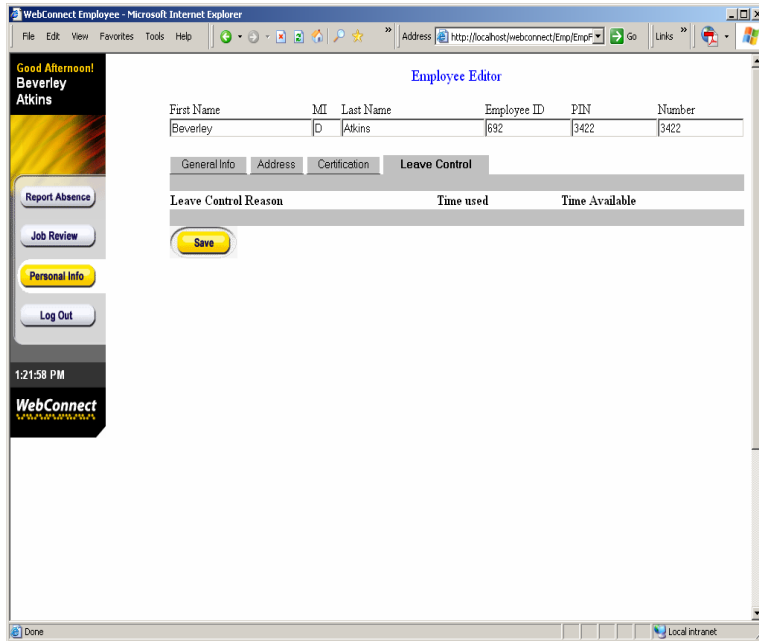 WebConnect Employee - Microsoft Internet Explorer
File Edit View Favorites Tools Help » Address http://localhost/webconnect/Emp/EmpF Go Links »
Good Afternoon!
Beverley
Atkins
Employee Editor
First Name MI Last Name Employee ID PIN Number
Beverley D Atkins 692 3422 3422
General Info Address Certification Leave Control
Leave Control Reason Time used Time Available
Save
Report Absence
Job Review
Personal Info
Log Out
1:21:58 PM
WebConnect
Done Local intranet